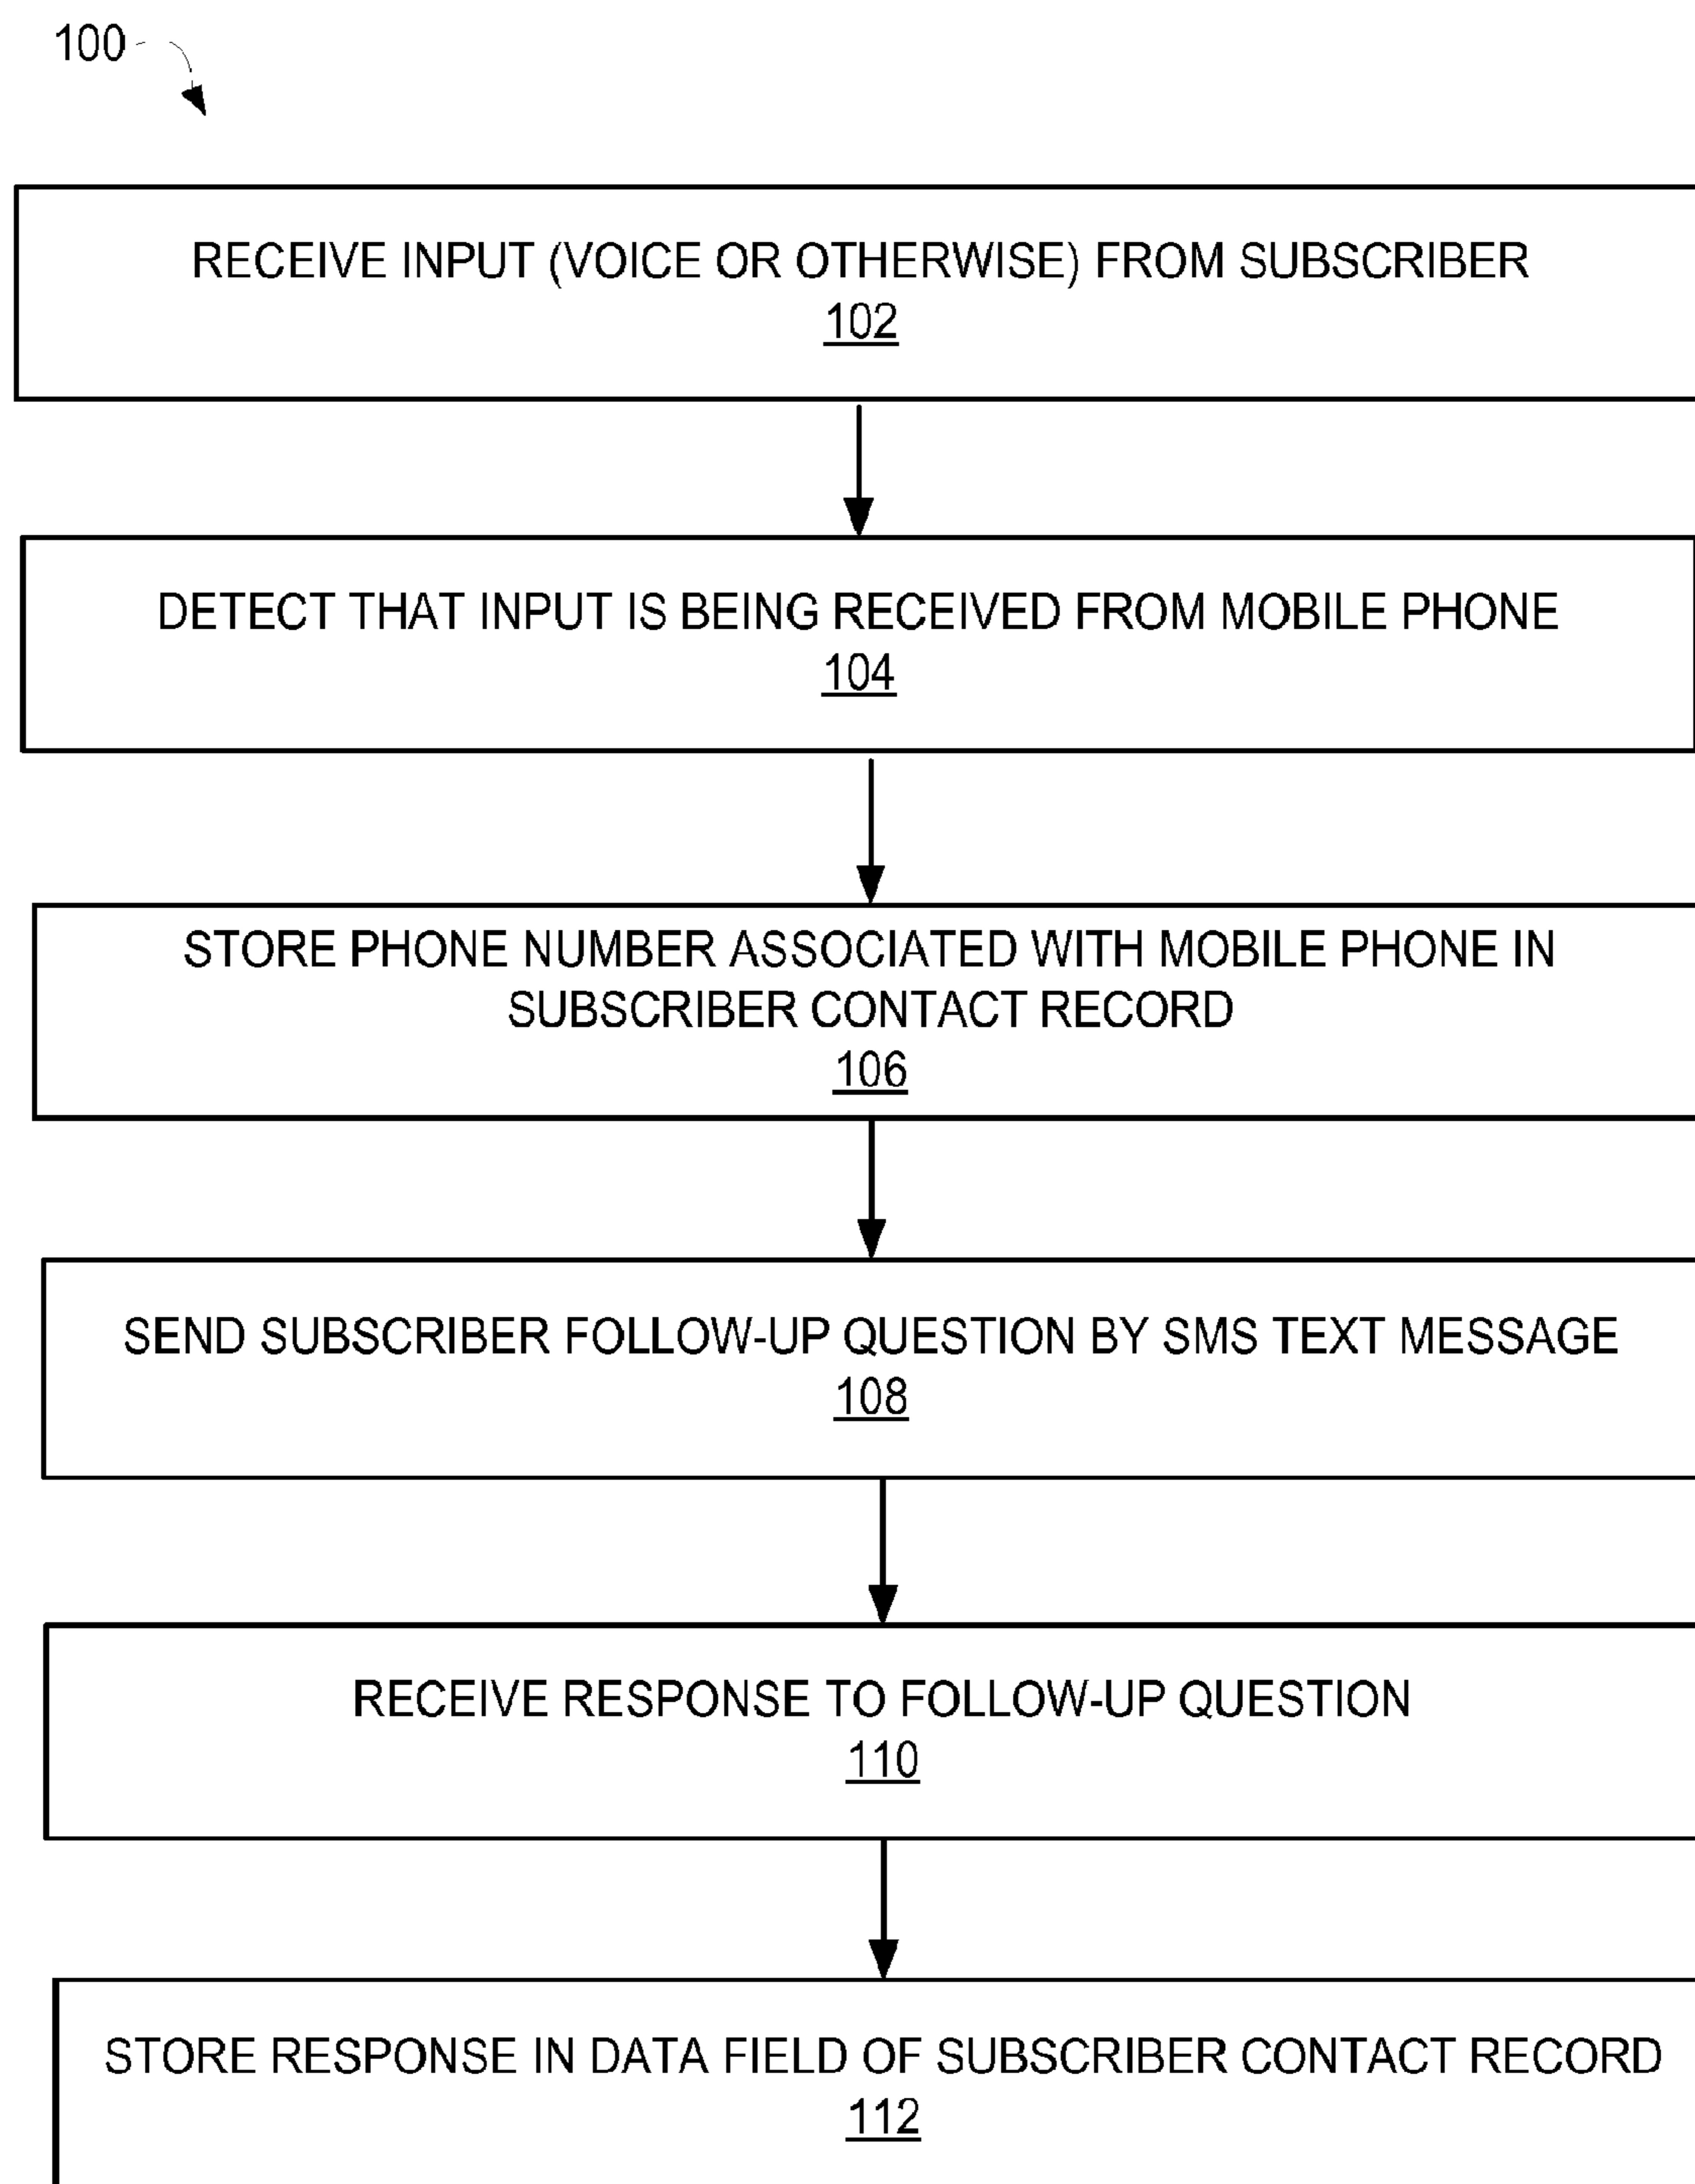 100
RECEIVE INPUT (VOICE OR OTHERWISE) FROM SUBSCRIBER
102
DETECT THAT INPUT IS BEING RECEIVED FROM MOBILE PHONE
104
STORE PHONE NUMBER ASSOCIATED WITH MOBILE PHONE IN
SUBSCRIBER CONTACT RECORD
106
SEND SUBSCRIBER FOLLOW-UP QUESTION BY SMS TEXT MESSAGE
108
RECEIVE RESPONSE TO FOLLOW-UP QUESTION
110
STORE RESPONSE IN DATA FIELD OF SUBSCRIBER CONTACT RECORD
112